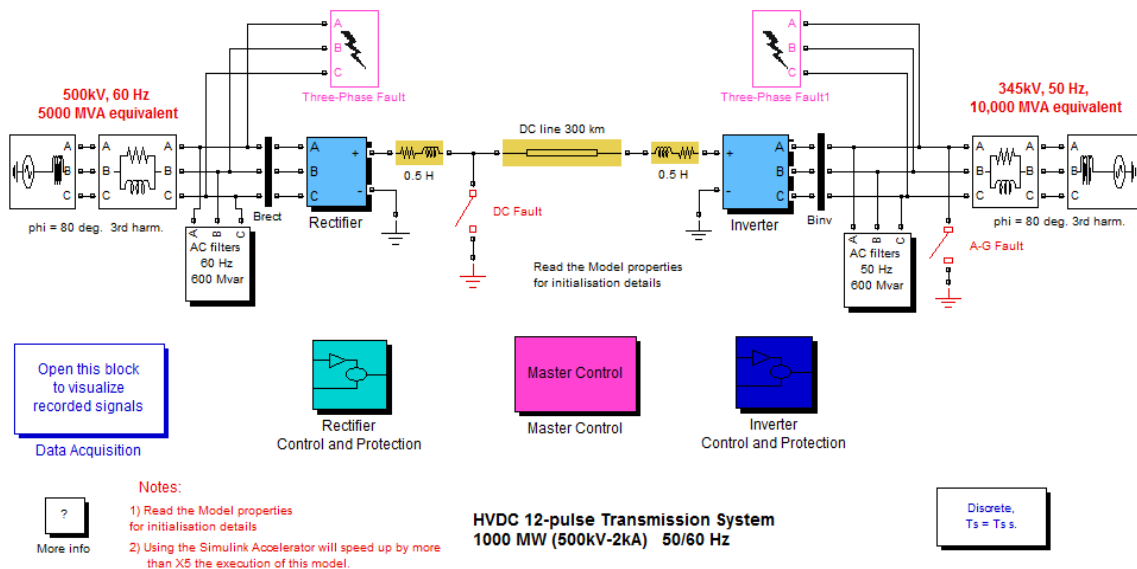 A
B
C
Three-Phase Fault
A
B
C
Three-Phase Fault1
500kV, 60 Hz
5000 MVA equivalent
345kV, 50 Hz,
10,000 MVA equivalent
A
B
C
A
B
C
A
B
C
phi = 80 deg. 3rd harm.
Brect
A
B
C
+
-
Rectifier
0.5 H
DC line 300 km
DC Fault
0.5 H
+
-
A
B
C
Inverter
Binv
A
B
C
A
B
C
A
B
C
phi = 80 deg. 3rd harm.
A B C
AC filters
60 Hz
600 Mvar
A B C
AC filters
50 Hz
600 Mvar
A-G Fault
Read the Model properties
for initialisation details
Open this block
to visualize
recorded signals
Data Acquisition
Rectifier
Control and Protection
Master Control
Master Control
Inverter
Control and Protection
?
More info
Notes:
1) Read the Model properties
for initialisation details
2) Using the Simulink Accelerator will speed up by more
than X5 the execution of this model.
HVDC 12-pulse Transmission System
1000 MW (500kV-2kA) 50/60 Hz
Discrete,
Ts = Ts s.